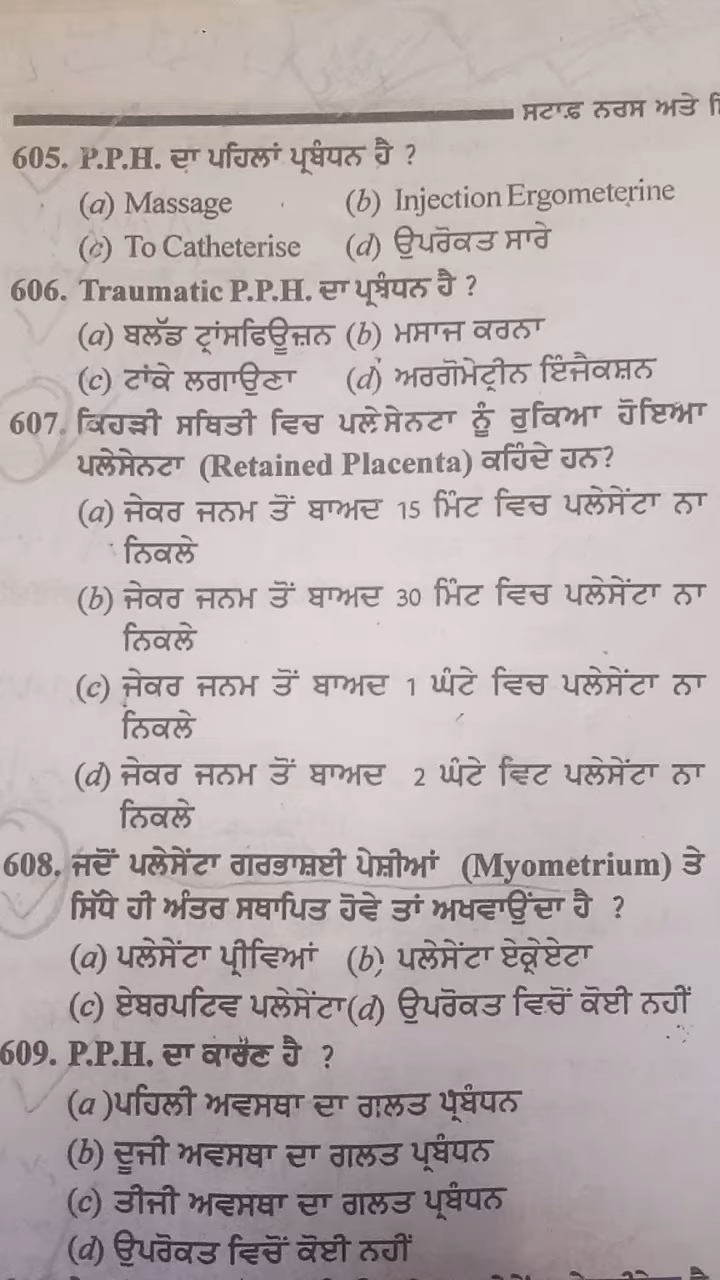 ਸਟਾਫ਼ ਨਰਸ ਅਤੇ
605. P.P.H. ਦਾ ਪਹਿਲਾਂ ਪ੍ਰਬੰਧਨ ਹੈ ?
(a) Massage (b) Injection Ergometerine
(c) To Catheterise (d) ਉਪਰੋਕਤ ਸਾਰੇ
606. Traumatic P.P.H. ਦਾ ਪ੍ਰਬੰਧਨ ਹੈ ?
(a) ਬਲੱਡ ਟ੍ਰਾਂਸਫਿਊਜ਼ਨ (b) ਮਸਾਜ ਕਰਨਾ
(c) ਟਾਂਕੇ ਲਗਾਉਣਾ (d) ਅਰਗੋਮੇਟ੍ਰੀਨ ਇੰਜੈਕਸ਼ਨ
607. ਕਿਹੜੀ ਸਥਿਤੀ ਵਿਚ ਪਲੇਸੇਨਟਾ ਨੂੰ ਰੁਕਿਆ ਹੋਇਆ
ਪਲੇਸੇਨਟਾ (Retained Placenta) ਕਹਿੰਦੇ ਹਨ?
(a) ਜੇਕਰ ਜਨਮ ਤੋਂ ਬਾਅਦ 15 ਮਿੰਟ ਵਿਚ ਪਲੇਸੇਂਟਾ ਨਾ
ਨਿਕਲੇ
(b) ਜੇਕਰ ਜਨਮ ਤੋਂ ਬਾਅਦ 30 ਮਿੰਟ ਵਿਚ ਪਲੇਸੇਂਟਾ ਨਾ
ਨਿਕਲੇ
(c) ਜੇਕਰ ਜਨਮ ਤੋਂ ਬਾਅਦ 1 ਘੰਟੇ ਵਿਚ ਪਲੇਸੇਂਟਾ ਨਾ
ਨਿਕਲੇ
(d) ਜੇਕਰ ਜਨਮ ਤੋਂ ਬਾਅਦ 2 ਘੰਟੇ ਵਿਟ ਪਲੇਸੇਂਟਾ ਨਾ
ਨਿਕਲੇ
608. ਜਦੋਂ ਪਲੇਸੇਂਟਾ ਗਰਭਾਸ਼ਈ ਪੇਸ਼ੀਆਂ (Myometrium) ਤੇ
ਸਿੱਧੇ ਹੀ ਅੰਤਰ ਸਥਾਪਿਤ ਹੋਵੇ ਤਾਂ ਅਖਵਾਉਂਦਾ ਹੈ ?
(a) ਪਲੇਸੇਂਟਾ ਪ੍ਰੀਵਿਆਂ (b) ਪਲੇਸੇਂਟਾ ਏਕ੍ਰੇਏਟਾ
(c) ਏਬਰਪਟਿਵ ਪਲੇਸੇਂਟਾ (d) ਉਪਰੋਕਤ ਵਿਚੋਂ ਕੋਈ ਨਹੀਂ
609. P.P.H. ਦਾ ਕਾਰਣ ਹੈ ?
(a) ਪਹਿਲੀ ਅਵਸਥਾ ਦਾ ਗਲਤ ਪ੍ਰਬੰਧਨ
(b) ਦੂਜੀ ਅਵਸਥਾ ਦਾ ਗਲਤ ਪ੍ਰਬੰਧਨ
(c) ਤੀਜੀ ਅਵਸਥਾ ਦਾ ਗਲਤ ਪ੍ਰਬੰਧਨ
(d) ਉਪਰੋਕਤ ਵਿਚੋਂ ਕੋਈ ਨਹੀਂ